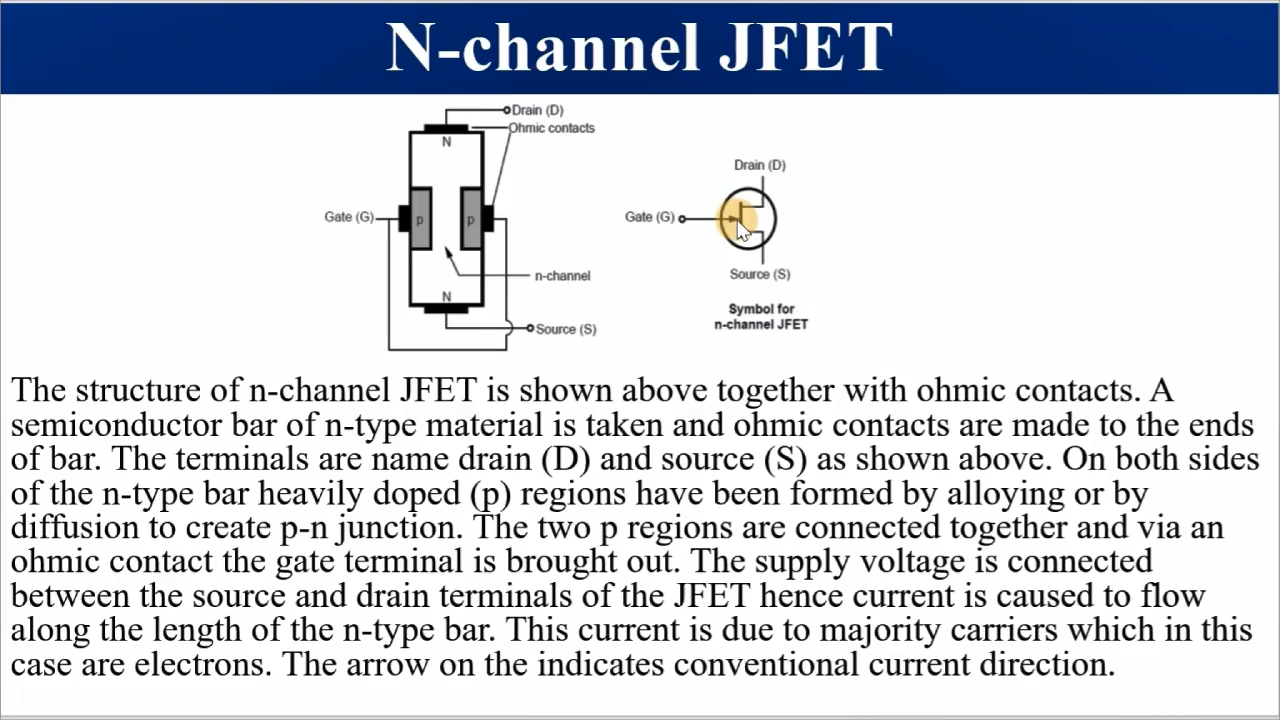 N-channel JFET
Drain (D)
Ohmic contacts
N
Gate (G)
p
p
n-channel
N
Source (S)
Drain (D)
Gate (G)
Source (S)
Symbol for
n-channel JFET
The structure of n-channel JFET is shown above together with ohmic contacts. A
semiconductor bar of n-type material is taken and ohmic contacts are made to the ends
of bar. The terminals are name drain (D) and source (S) as shown above. On both sides
of the n-type bar heavily doped (p) regions have been formed by alloying or by
diffusion to create p-n junction. The two p regions are connected together and via an
ohmic contact the gate terminal is brought out. The supply voltage is connected
between the source and drain terminals of the JFET hence current is caused to flow
along the length of the n-type bar. This current is due to majority carriers which in this
case are electrons. The arrow on the indicates conventional current direction.